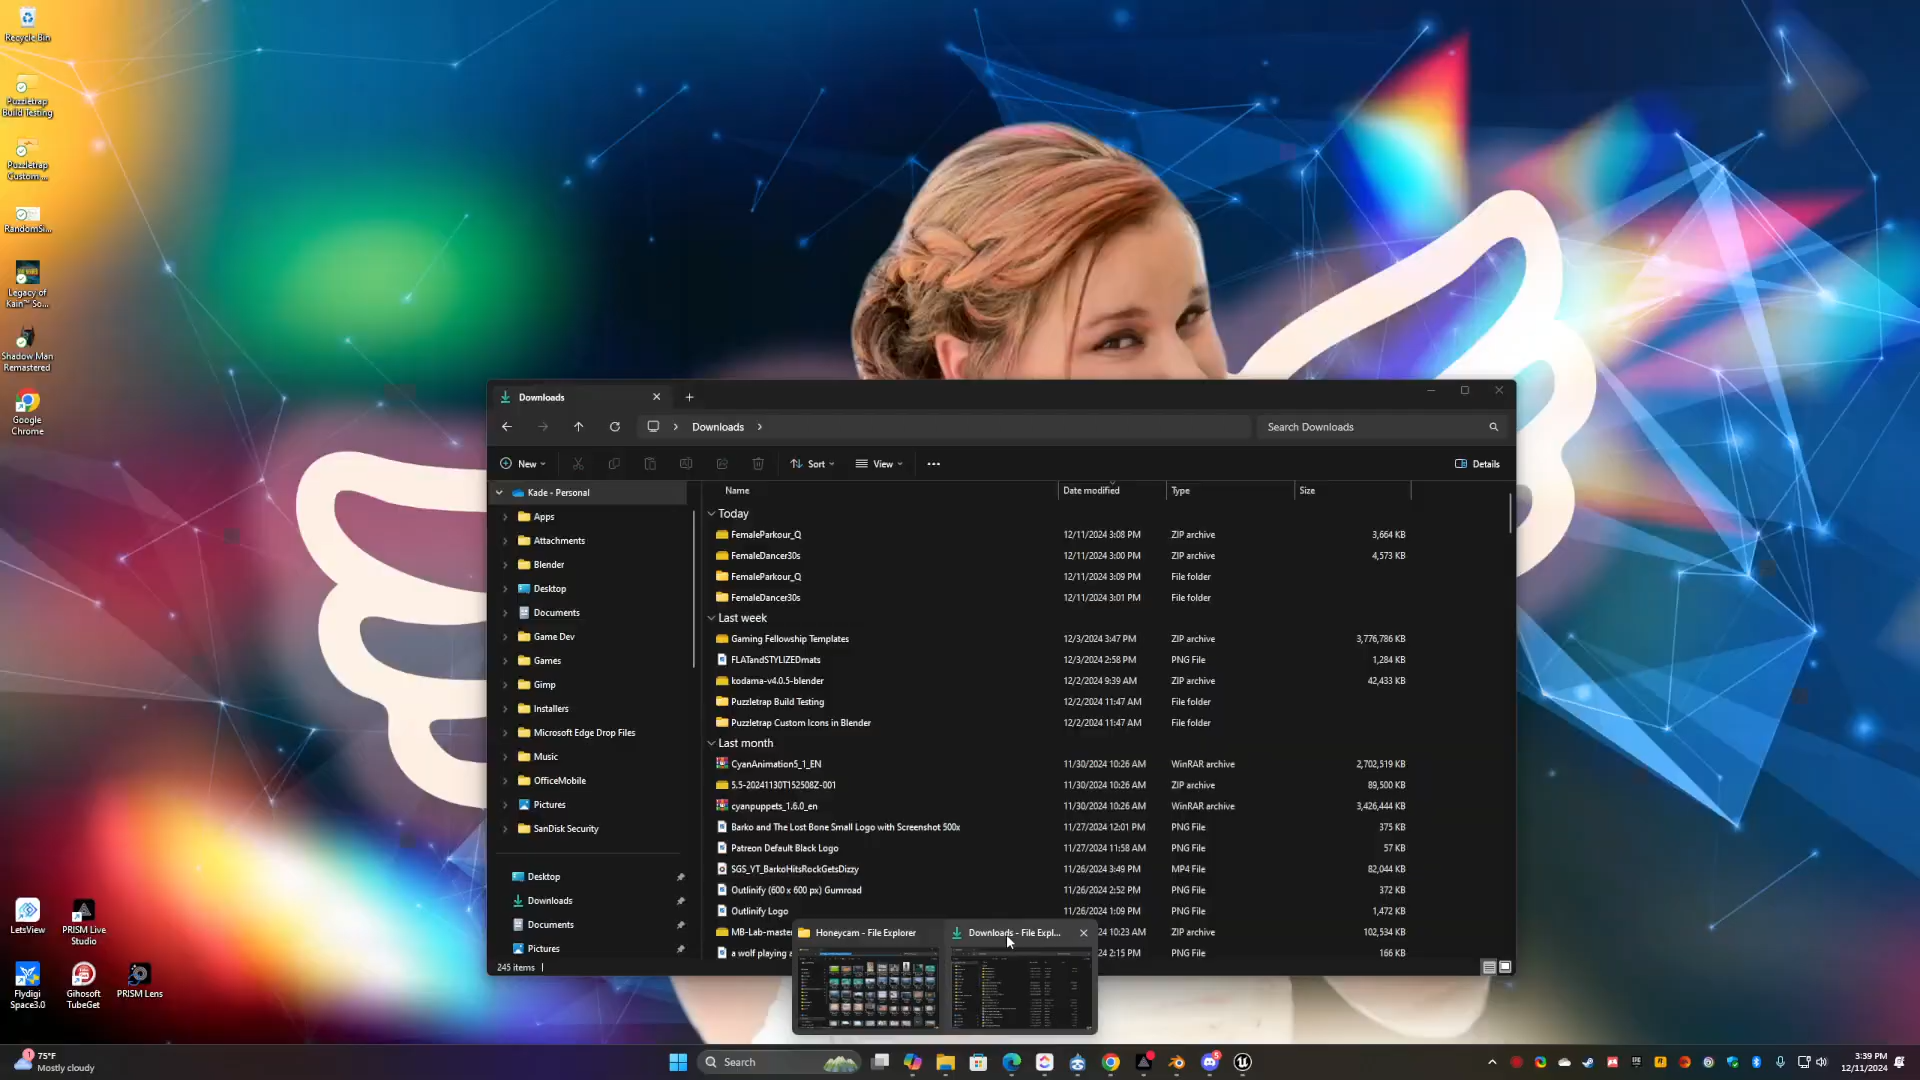 Recycle Bin
Puzzletrap
Build Testing
Puzzletrap
Custom ...
RandomSi...
Legacy of
Kain™ So...
Shadow Man
Remastered
Google
Chrome
LetsView
PRISM Live
Studio
Flydigi
Space3.0
Gihosoft
TubeGet
PRISM Lens
Downloads
Downloads
Search Downloads
New
Sort
View
Details
Kade - Personal
Apps
Attachments
Blender
Desktop
Documents
Game Dev
Games
Gimp
Installers
Microsoft Edge Drop Files
Music
OfficeMobile
Pictures
SanDisk Security
Desktop
Downloads
Documents
Pictures
Name Date modified Type Size
Today
FemaleParkour_Q 12/11/2024 3:08 PM ZIP archive 3,664 KB
FemaleDancer30s 12/11/2024 3:00 PM ZIP archive 4,573 KB
FemaleParkour_Q 12/11/2024 3:09 PM File folder
FemaleDancer30s 12/11/2024 3:01 PM File folder
Last week
Gaming Fellowship Templates 12/3/2024 3:47 PM ZIP archive 3,776,786 KB
FLATandSTYLIZEDmats 12/3/2024 2:58 PM PNG File 1,284 KB
kodama-v4.0.5-blender 12/2/2024 9:39 AM ZIP archive 42,433 KB
Puzzletrap Build Testing 12/2/2024 11:47 AM File folder
Puzzletrap Custom Icons in Blender 12/2/2024 11:47 AM File folder
Last month
CyanAnimation5_1_EN 11/30/2024 10:26 AM WinRAR archive 2,702,519 KB
5.5-20241130T152508Z-001 11/30/2024 10:26 AM ZIP archive 89,500 KB
cyanpuppets_1.6.0_en 11/30/2024 10:26 AM WinRAR archive 3,426,444 KB
Barko and The Lost Bone Small Logo with Screenshot 500x 11/27/2024 12:01 PM PNG File 375 KB
Patreon Default Black Logo 11/27/2024 11:58 AM PNG File 57 KB
SGS_YT_BarkoHitsRockGetsDizzy 11/26/2024 3:49 PM MP4 File 82,044 KB
Outlinify (600 x 600 px) Gumroad 11/26/2024 2:52 PM PNG File 372 KB
Outlinify Logo 11/26/2024 1:09 PM PNG File 1,472 KB
MB-Lab-master 24 10:23 AM ZIP archive 102,534 KB
a wolf playing a 24 2:15 PM PNG File 166 KB
245 items
Honeycam - File Explorer
Downloads - File Expl...
75°F
Mostly cloudy
Search
3:39 PM
12/11/2024